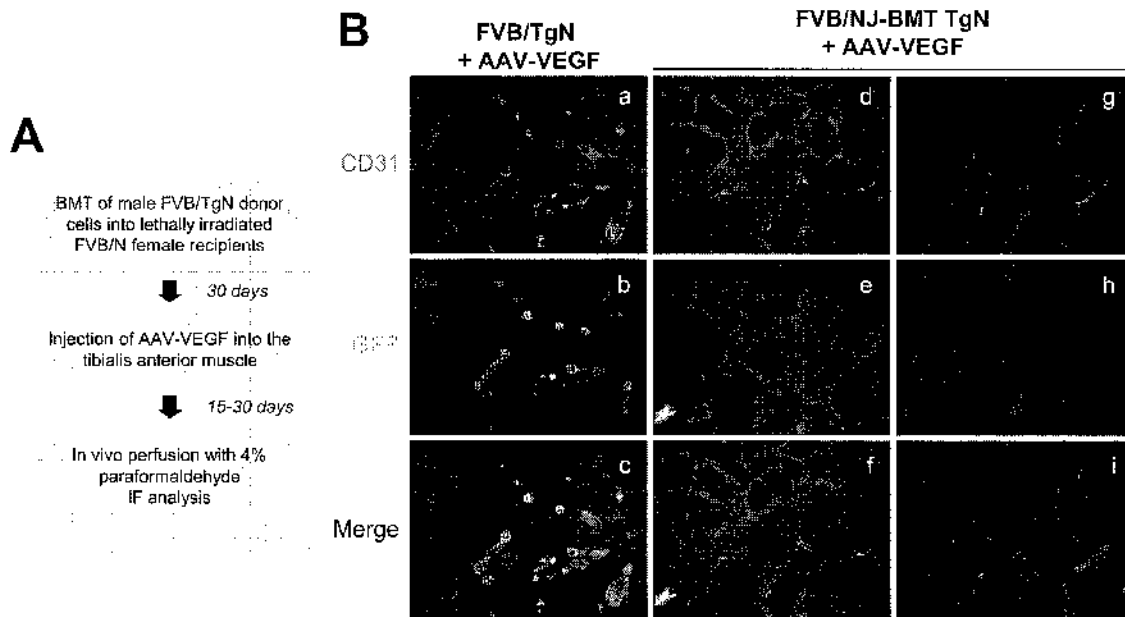 A
BMT of male FVB/TgN donor
cells into lethally irradiated
FVB/N female recipients
30 days
Injection of AAV-VEGF into the
tibialis anterior muscle
15-30 days
In vivo perfusion with 4%
paraformaldehyde
IF analysis
B
FVB/TgN
+ AAV-VEGF
FVB/NJ-BMT TgN
+ AAV-VEGF
CD31
a
d
g
GFP
b
e
h
Merge
c
f
i